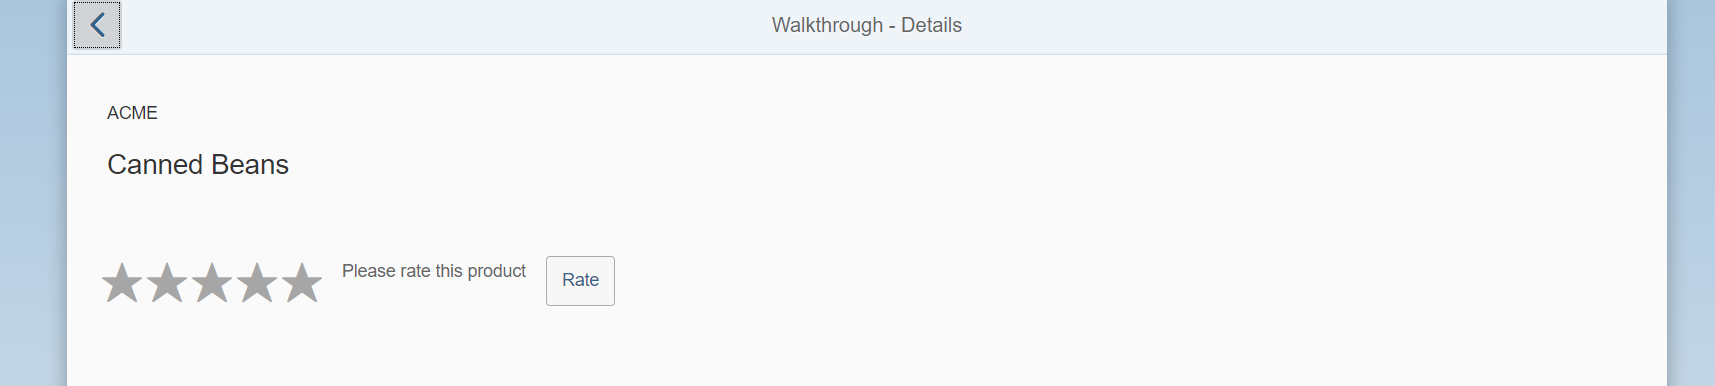 Walkthrough - Details
ACME
Canned Beans
Please rate this product
Rate